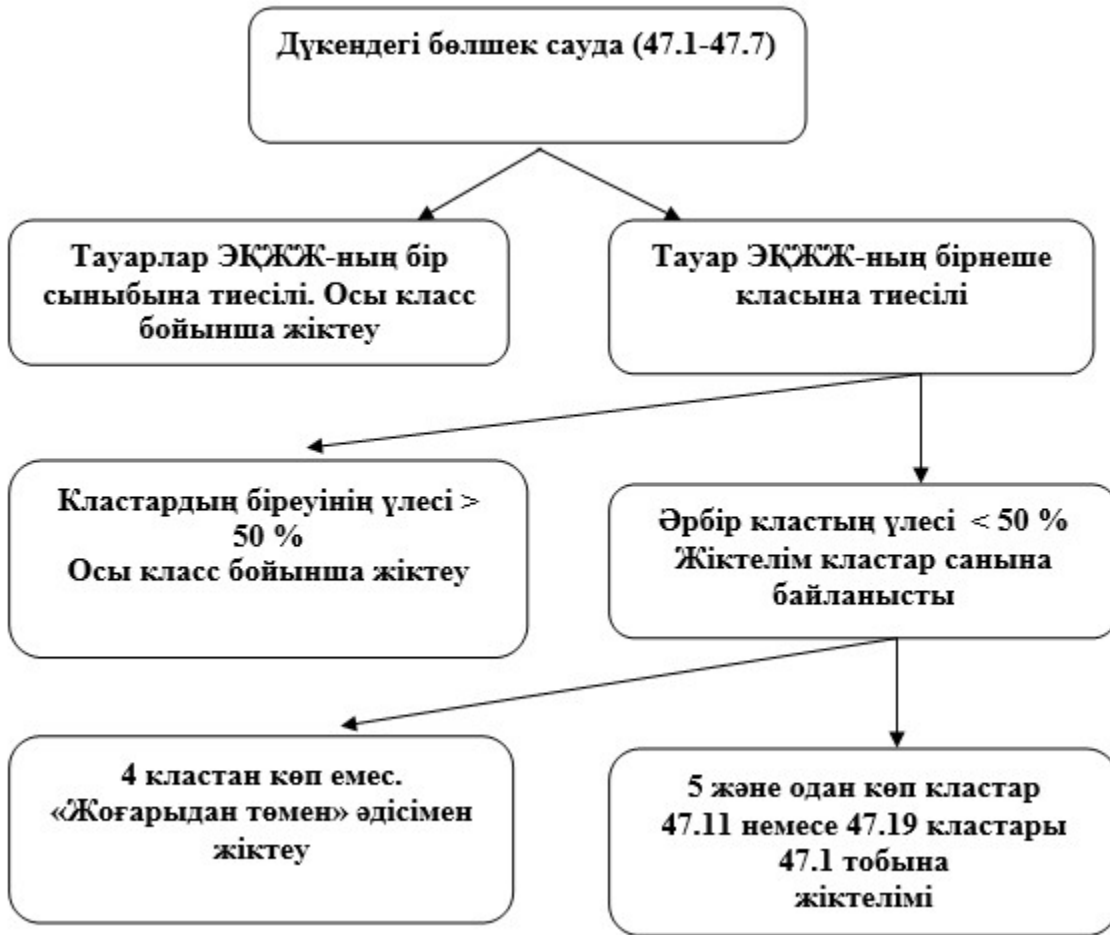 Дүкендегі бөлшек сауда (47.1-47.7)
Тауарлар ЭҚЖЖ-ның бір
сыныбына тиесілі. Осы класс
бойынша жіктеу
Тауар ЭҚЖЖ-ның бірнеше
класына тиесілі
Кластардың біреуінің үлесі >
50 %
Осы класс бойынша жіктеу
Әрбір кластың үлесі < 50 %
Жіктелім кластар санына
байланысты
4 кластан көп емес.
«Жоғарыдан төмен» әдісімен
жіктеу
5 және одан көп кластар
47.11 немесе 47.19 кластары
47.1 тобына
жіктелімі